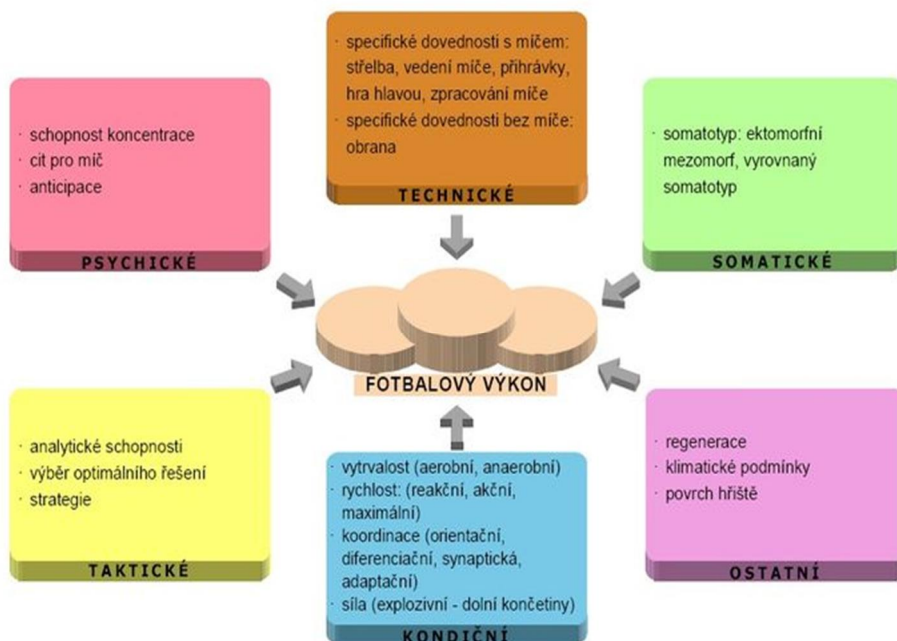 · specifické dovednosti s míčem:
střelba, vedení míče, přihrávky,
hra hlavou, zpracování míče
· specifické dovednosti bez míče:
obrana
TECHNICKÉ
· schopnost koncentrace
· cit pro míč
· anticipace
PSYCHICKÉ
· somatotyp: ektomorfní
mezomorf, vyrovnaný
somatotyp
SOMATICKÉ
FOTBALOVÝ VÝKON
· analytické schopnosti
· výběr optimálního řešení
· strategie
TAKTICKÉ
· vytrvalost (aerobní, anaerobní)
· rychlost: (reakční, akční,
maximální)
· koordinace (orientační,
diferenciační, synaptická,
adaptační)
· síla (explozivní - dolní končetiny)
KONDIČNÍ
· regenerace
· klimatické podmínky
· povrch hřiště
OSTATNÍ